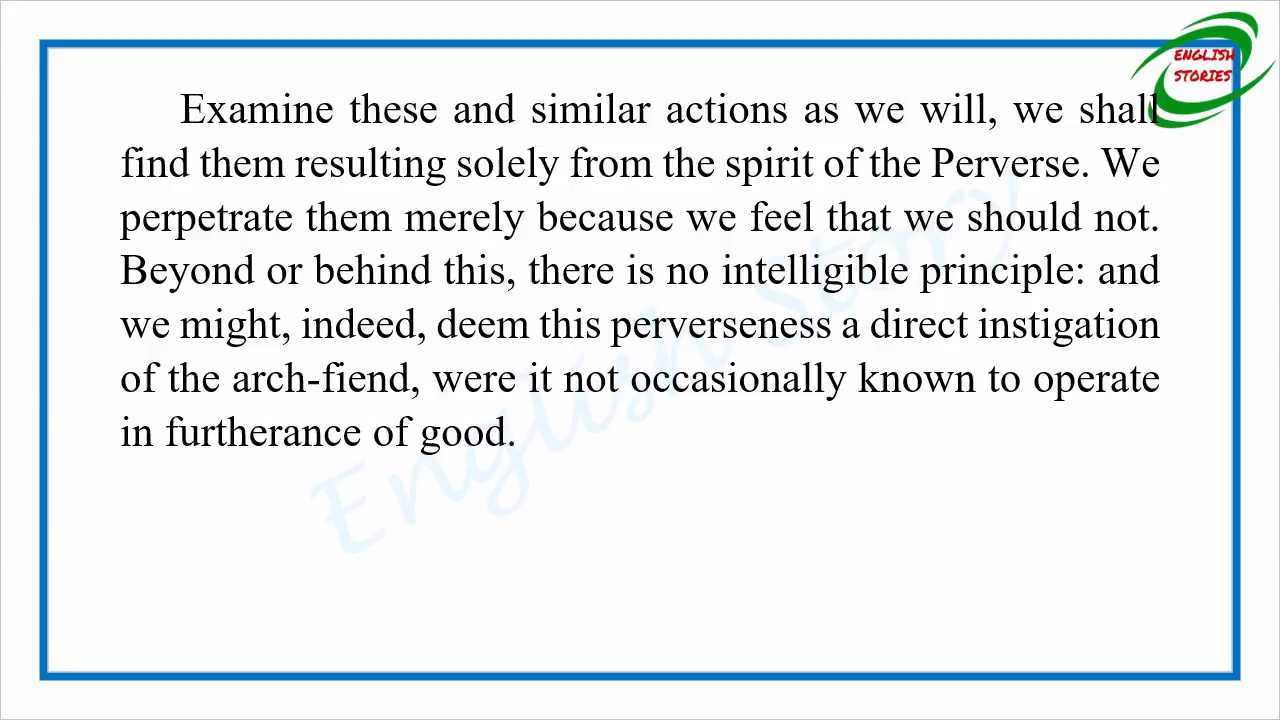 ENGLISH
STORIES
Examine these and similar actions as we will, we shall
find them resulting solely from the spirit of the Perverse. We
perpetrate them merely because we feel that we should not.
Beyond or behind this, there is no intelligible principle: and
we might, indeed, deem this perverseness a direct instigation
of the arch-fiend, were it not occasionally known to operate
in furtherance of good.
English Story